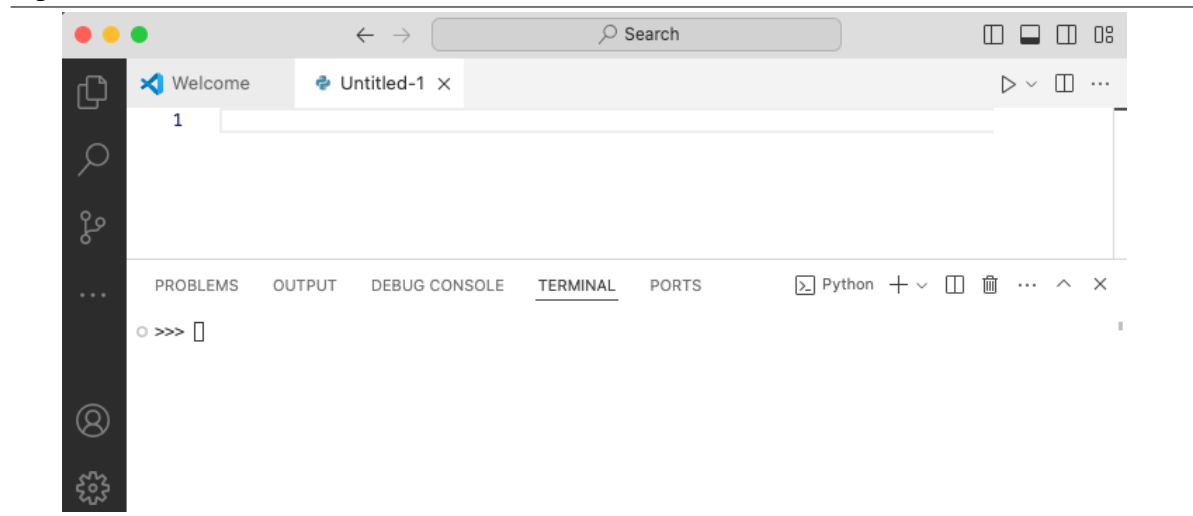 Search
Welcome Untitled-1
1
PROBLEMS OUTPUT DEBUG CONSOLE TERMINAL PORTS Python
>>>